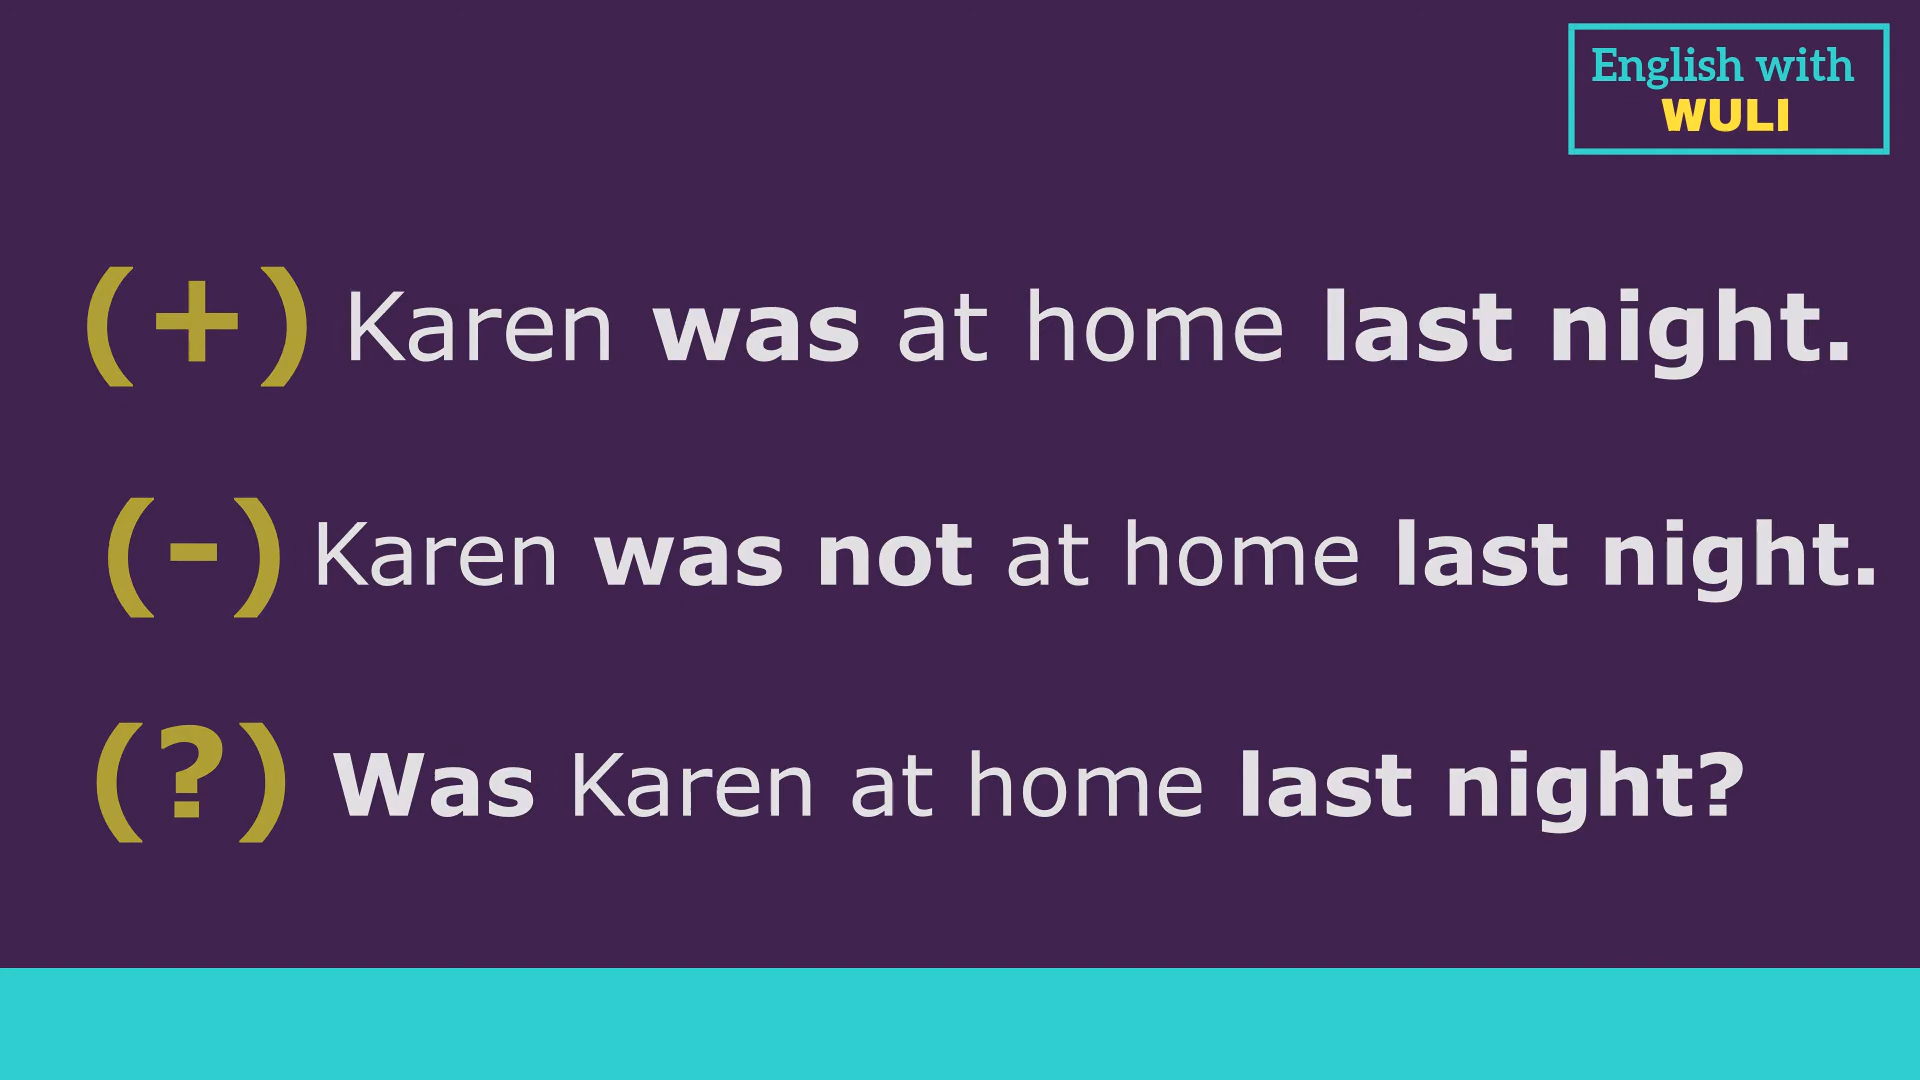 English with
WULI
(+) Karen was at home last night.
(-) Karen was not at home last night.
(?) Was Karen at home last night?